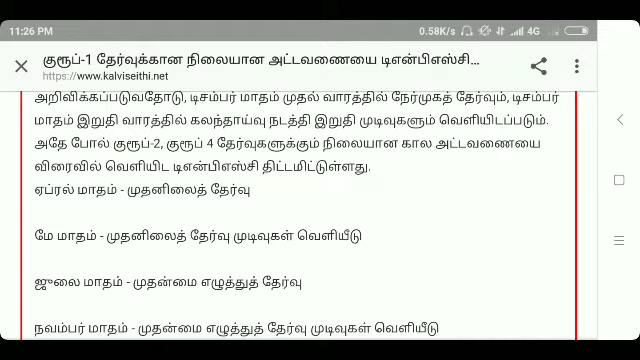 11:26 PM
0.58K/s
4G
குரூப்-1 தேர்வுக்கான நிலையான அட்டவணையை டிஎன்பிஎஸ்சி...
https://www.kalviseithi.net
அறிவிக்கப்படுவதோடு, டிசம்பர் மாதம் முதல் வாரத்தில் நேர்முகத் தேர்வும், டிசம்பர்
மாதம் இறுதி வாரத்தில் கலந்தாய்வு நடத்தி இறுதி முடிவுகளும் வெளியிடப்படும்.
அதே போல் குரூப்-2, குரூப் 4 தேர்வுகளுக்கும் நிலையான கால அட்டவணையை
விரைவில் வெளியிட டிஎன்பிஎஸ்சி திட்டமிட்டுள்ளது.
ஏப்ரல் மாதம் - முதனிலைத் தேர்வு
மே மாதம் - முதனிலைத் தேர்வு முடிவுகள் வெளியீடு
ஜுலை மாதம் - முதன்மை எழுத்துத் தேர்வு
நவம்பர் மாதம் - முதன்மை எழுத்துத் தேர்வு முடிவுகள் வெளியீடு